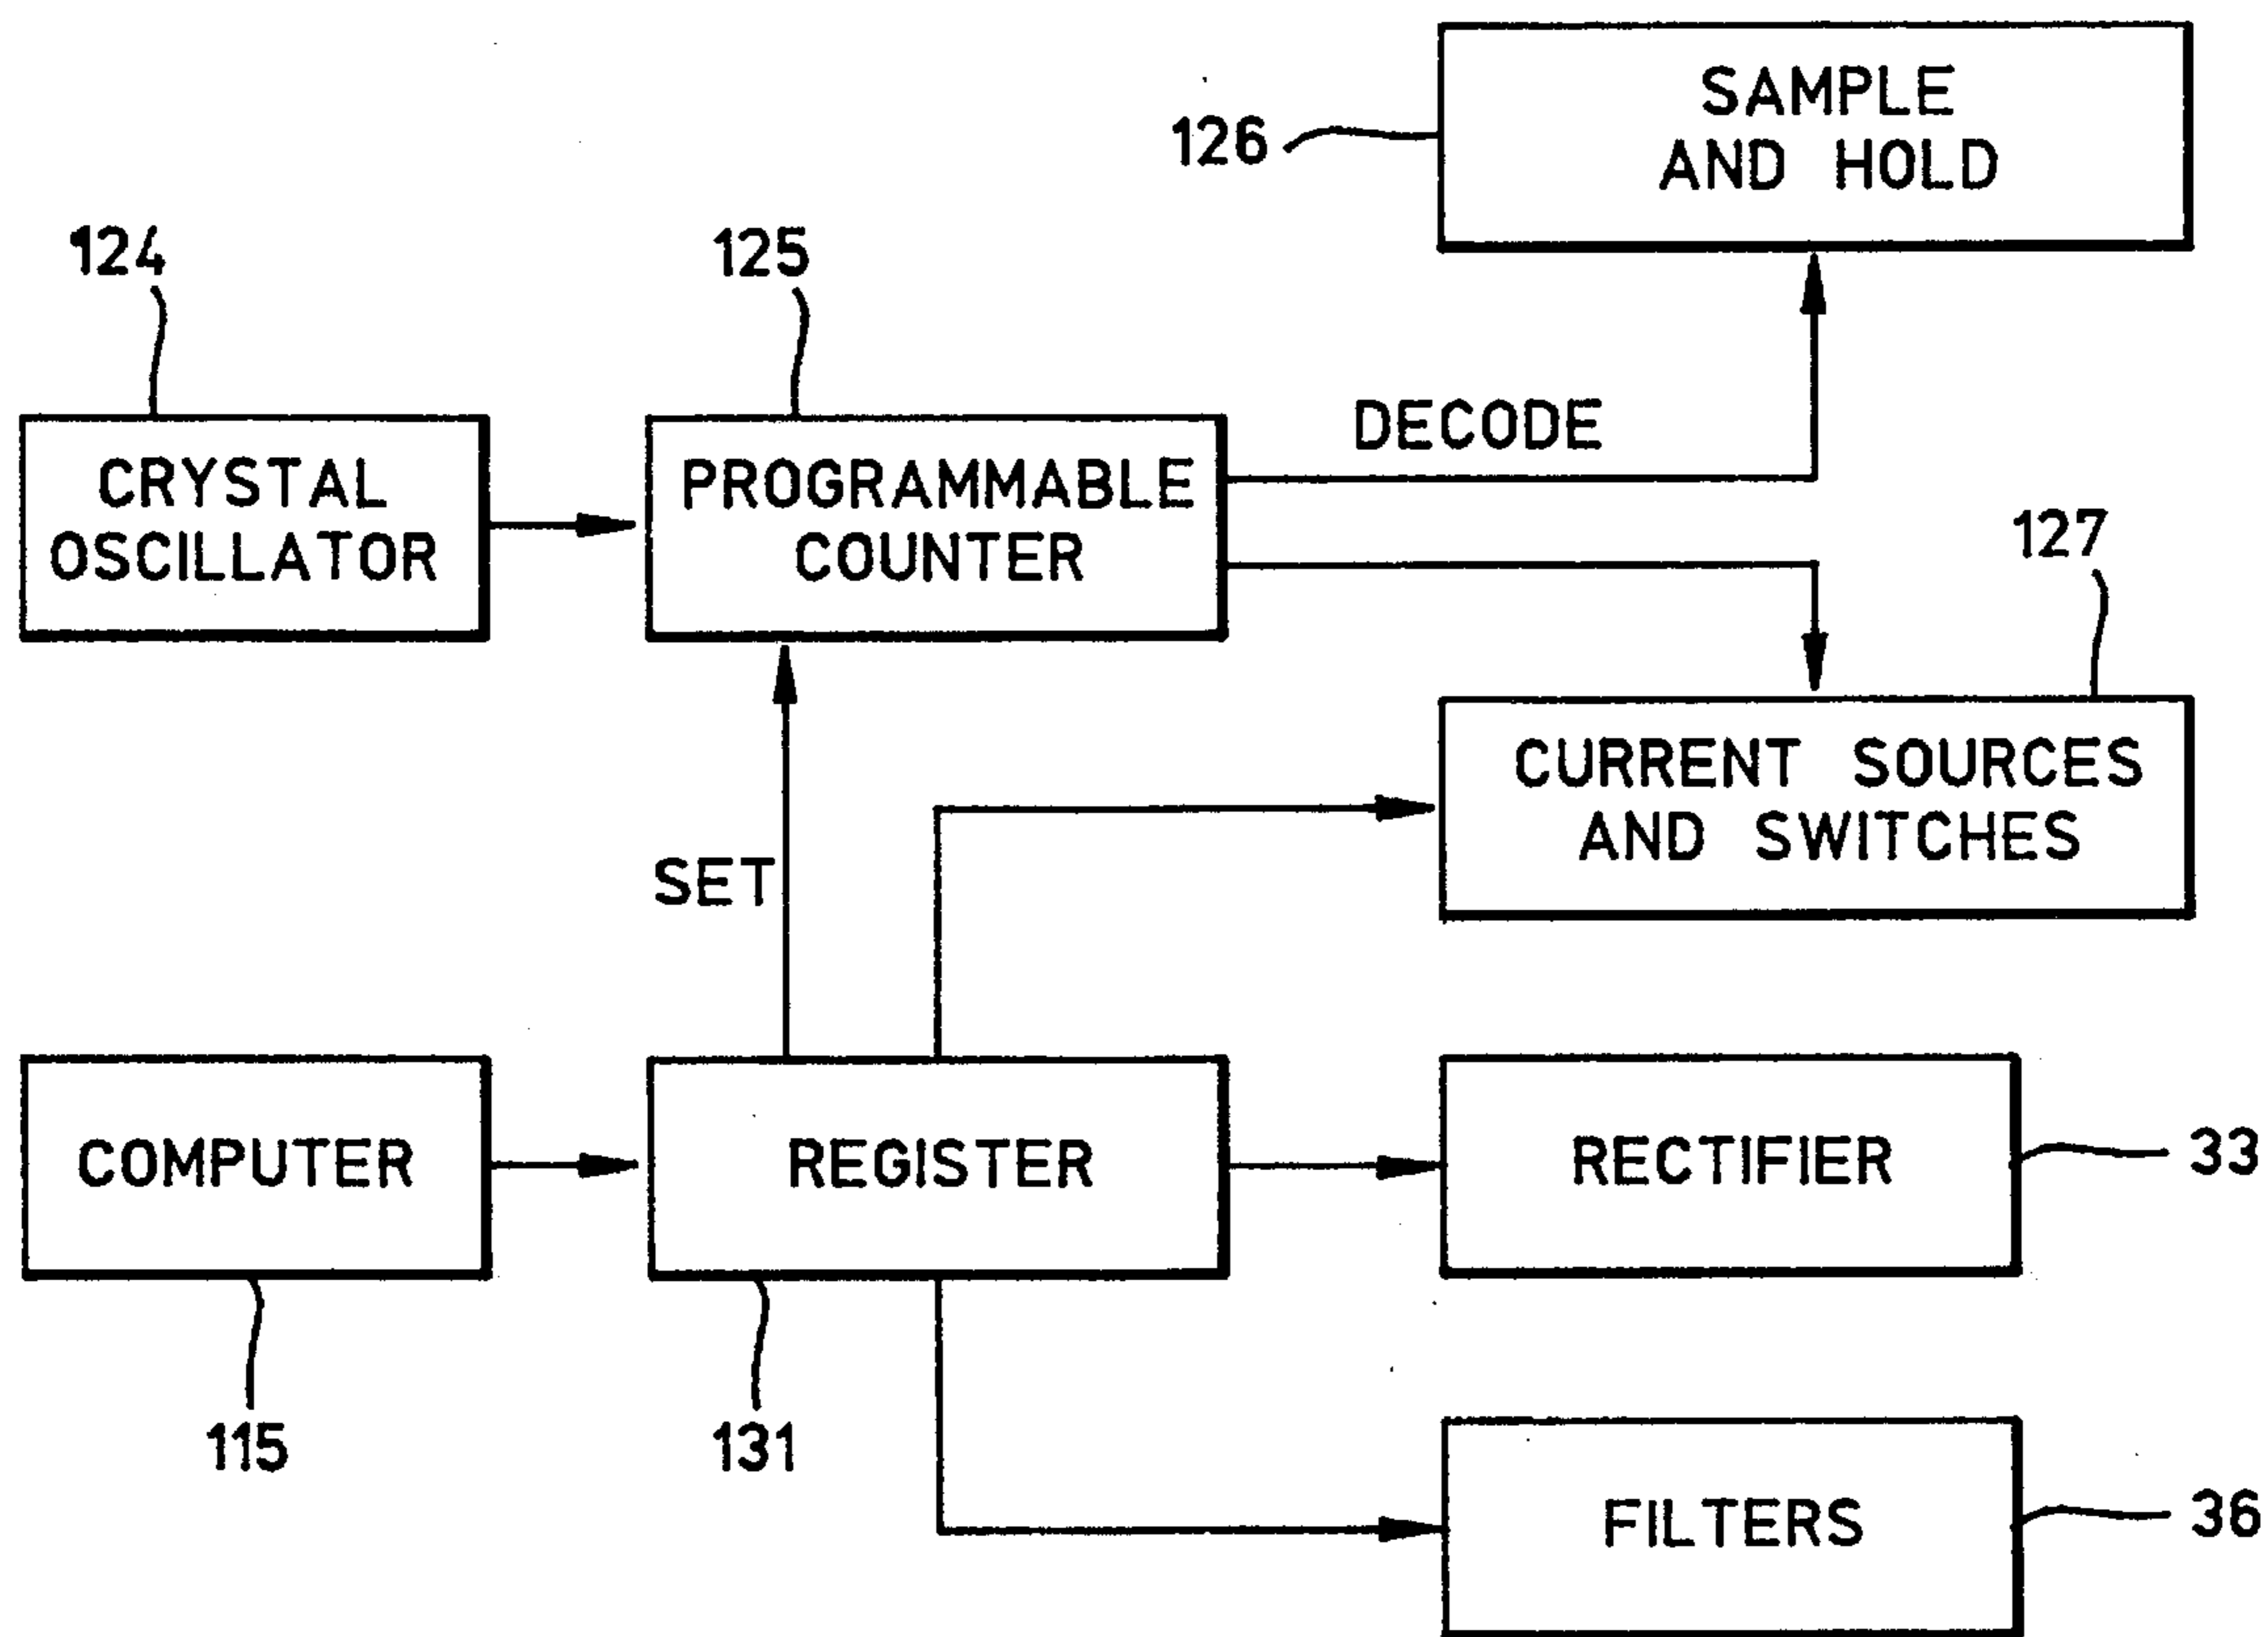 SAMPLE
AND HOLD
126
124
125
CRYSTAL
OSCILLATOR
PROGRAMMABLE
COUNTER
DECODE
127
CURRENT SOURCES
AND SWITCHES
SET
COMPUTER
REGISTER
RECTIFIER
33
115
131
FILTERS
36